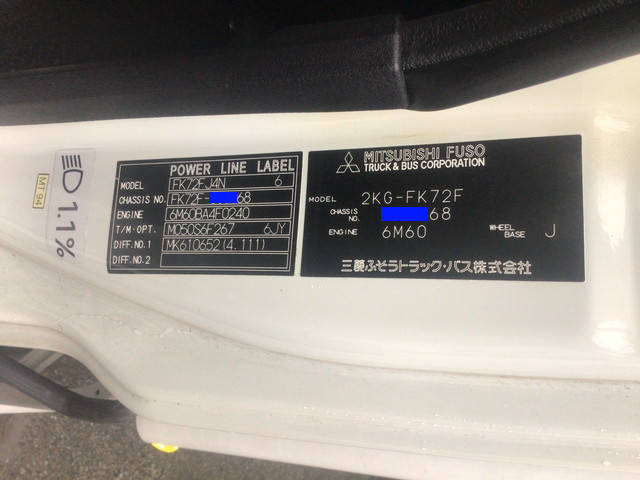 MT94
1.1%
POWER LINE LABEL
MODEL FK72FJ4N 6
CHASSIS NO. FK72F- 68
ENGINE 6M60BA4F0240
T/M·OPT. M050S6F267 6JY
DIFF.NO.1 MK610652(4.111)
DIFF.NO.2
MITSUBISHI FUSO
TRUCK & BUS CORPORATION
MODEL 2KG-FK72F
CHASSIS NO. 68
ENGINE 6M60 WHEEL BASE J
三菱ふそうトラック・バス株式会社